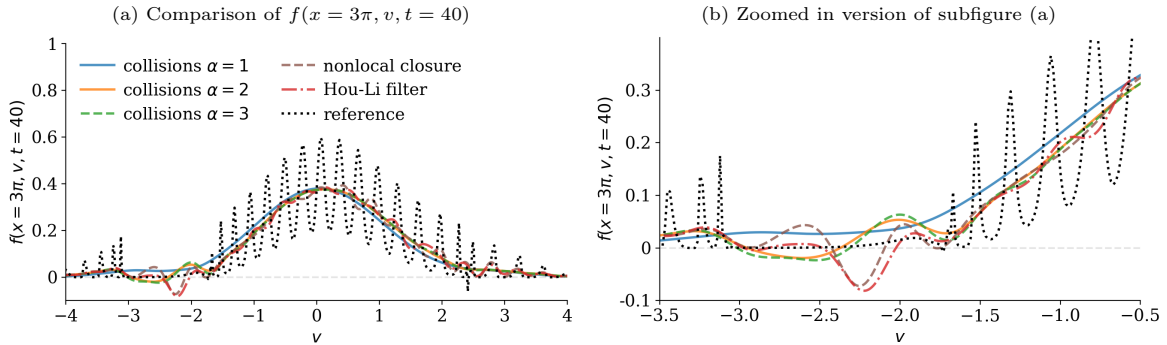 (a) Comparison of f(x = 3π, v, t = 40)
1
0.8
0.6
0.4
0.2
0
f(x = 3π, v, t = 40)
collisions α = 1
collisions α = 2
collisions α = 3
nonlocal closure
Hou-Li filter
reference
−4 −3 −2 −1 0 1 2 3 4
v
(b) Zoomed in version of subfigure (a)
0.3
0.2
0.1
0
-0.1
f(x = 3π, v, t = 40)
−3.5 −3.0 −2.5 −2.0 −1.5 −1.0 −0.5
v